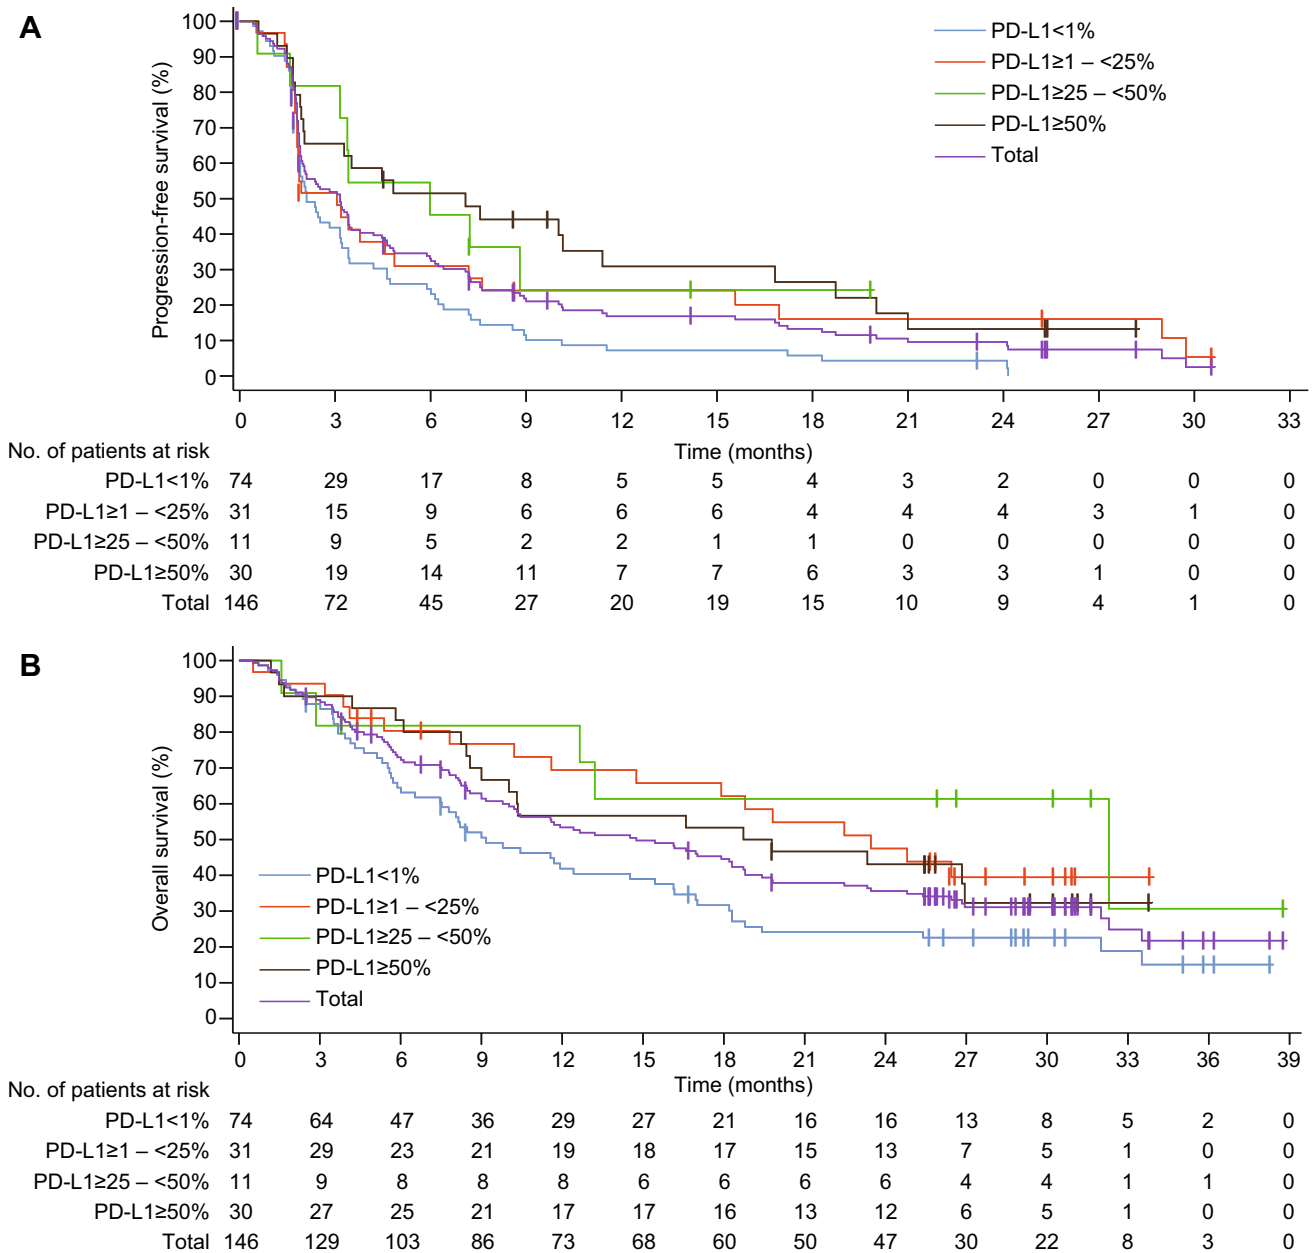 A
Progression-free survival (%)
100
90
80
70
60
50
40
30
20
10
0
PD-L1<1%
PD-L1≥1 – <25%
PD-L1≥25 – <50%
PD-L1≥50%
Total
0 3 6 9 12 15 18 21 24 27 30 33
Time (months)
No. of patients at risk
PD-L1<1% 74 29 17 8 5 5 4 3 2 0 0 0
PD-L1≥1 – <25% 31 15 9 6 6 6 4 4 4 3 1 0
PD-L1≥25 – <50% 11 9 5 2 2 1 1 0 0 0 0 0
PD-L1≥50% 30 19 14 11 7 7 6 3 3 1 0 0
Total 146 72 45 27 20 19 15 10 9 4 1 0
B
Overall survival (%)
100
90
80
70
60
50
40
30
20
10
0
PD-L1<1%
PD-L1≥1 – <25%
PD-L1≥25 – <50%
PD-L1≥50%
Total
0 3 6 9 12 15 18 21 24 27 30 33 36 39
Time (months)
No. of patients at risk
PD-L1<1% 74 64 47 36 29 27 21 16 16 13 8 5 2 0
PD-L1≥1 – <25% 31 29 23 21 19 18 17 15 13 7 5 1 0 0
PD-L1≥25 – <50% 11 9 8 8 8 6 6 6 6 4 4 1 1 0
PD-L1≥50% 30 27 25 21 17 17 16 13 12 6 5 1 0 0
Total 146 129 103 86 73 68 60 50 47 30 22 8 3 0